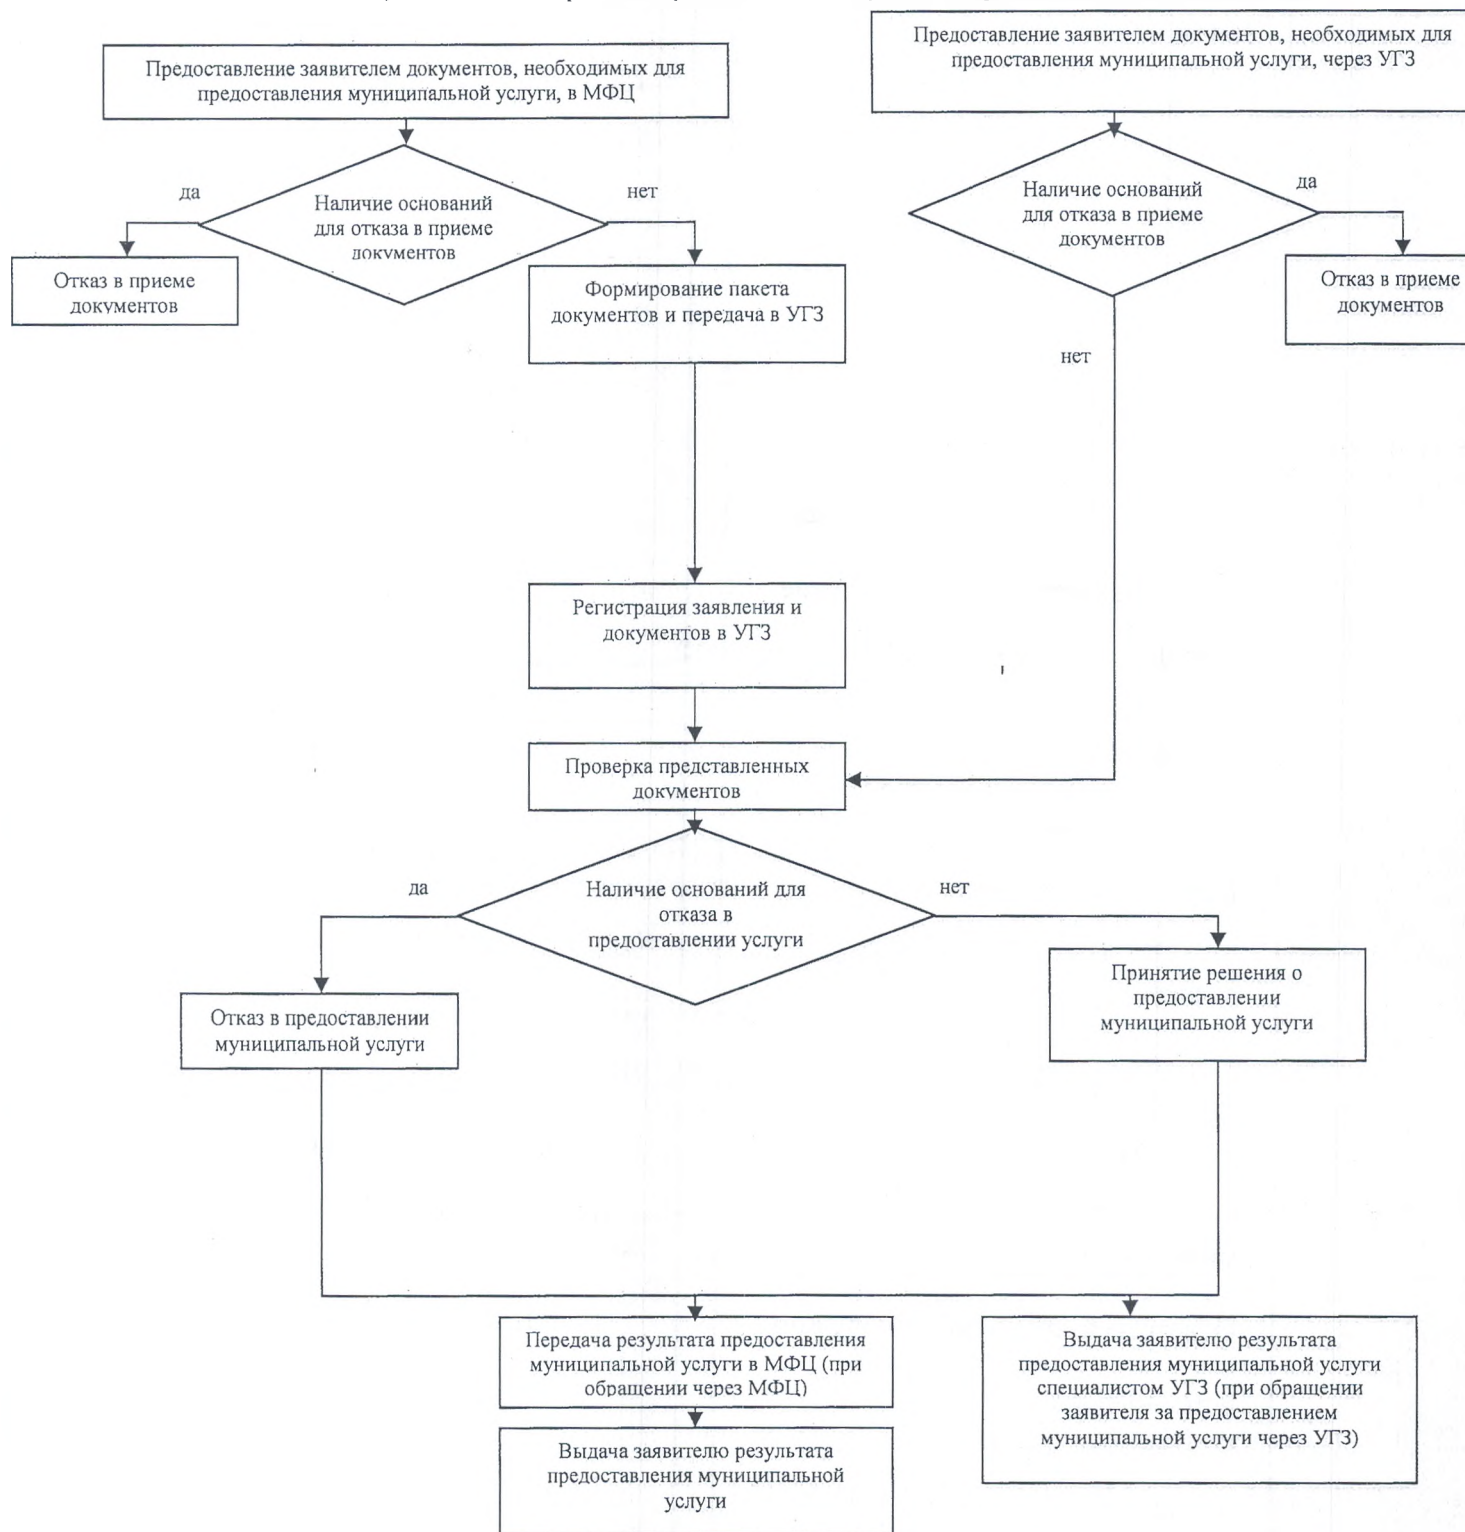 Предоставление заявителем документов, необходимых для
предоставления муниципальной услуги, в МФЦ
Предоставление заявителем документов, необходимых для
предоставления муниципальной услуги, через УГЗ
да
Наличие оснований
для отказа в приеме
документов
нет
Наличие оснований
для отказа в приеме
документов
да
Отказ в приеме
документов
Формирование пакета
документов и передача в УГЗ
Отказ в приеме
документов
нет
Регистрация заявления и
документов в УГЗ
Проверка представленных
документов
да
Наличие оснований для
отказа в
предоставлении услуги
нет
Отказ в предоставлении
муниципальной услуги
Принятие решения о
предоставлении
муниципальной услуги
Передача результата предоставления
муниципальной услуги в МФЦ (при
обращении через МФЦ)
Выдача заявителю результата
предоставления муниципальной услуги
специалистом УГЗ (при обращении
заявителя за предоставлением
муниципальной услуги через УГЗ)
Выдача заявителю результата
предоставления муниципальной
услуги